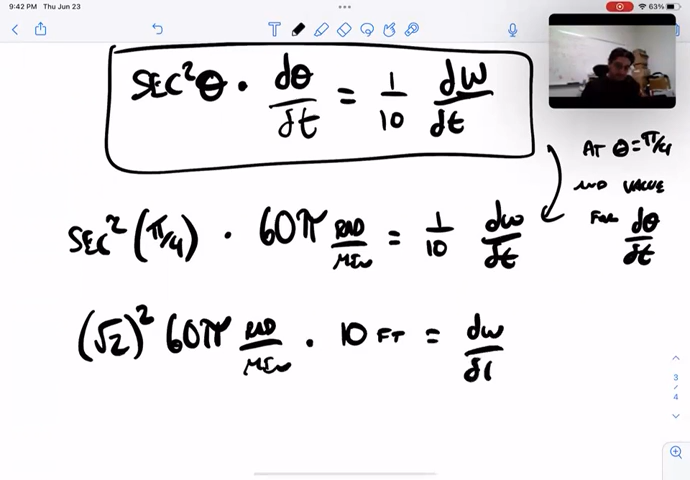 9:42 PM Thu Jun 23
63%
SEC²θ · dθ/dt = 1/10 dw/dt
AT θ = π/4
AND VALUE
FOR dθ/dt
SEC²(π/4) · 60π RAD/MIN = 1/10 dw/dt
(√2)² 60π RAD/MIN · 10 FT = dw/dt
3
/
4